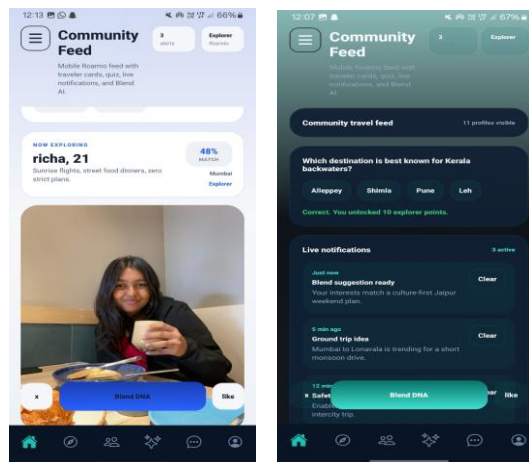 12:13 66%
Community
Feed
3
alerts
Explorer
Roamio
Mobile Roamio feed with
traveler cards, quiz, live
notifications, and Blend
AI.
NOW EXPLORING
richa, 21
Sunrise flights, street food dinners, zero
strict plans.
48%
MATCH
Mumbai
Explorer
x
Blend DNA
like
12:07 67%
Community
Feed
3
Explorer
Mobile Roamio feed with
traveler cards, quiz, live
notifications, and Blend
AI.
Community travel feed 11 profiles visible
Which destination is best known for Kerala
backwaters?
Alleppey Shimla Pune Leh
Correct. You unlocked 10 explorer points.
Live notifications 3 active
Just now
Blend suggestion ready
Your interests match a culture-first Jaipur
weekend plan.
Clear
5 min ago
Ground trip idea
Mumbai to Lonavala is trending for a short
monsoon drive.
Clear
12 min
x Safet
Blend DNA
ar like
Enabl
intercity trip.